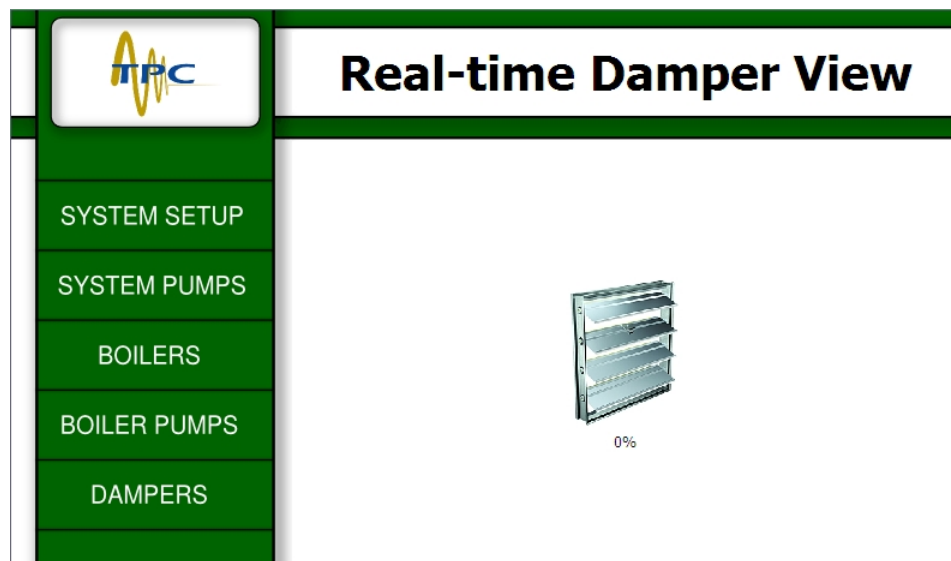 TPC
Real-time Damper View
SYSTEM SETUP
SYSTEM PUMPS
BOILERS
BOILER PUMPS
DAMPERS
0%